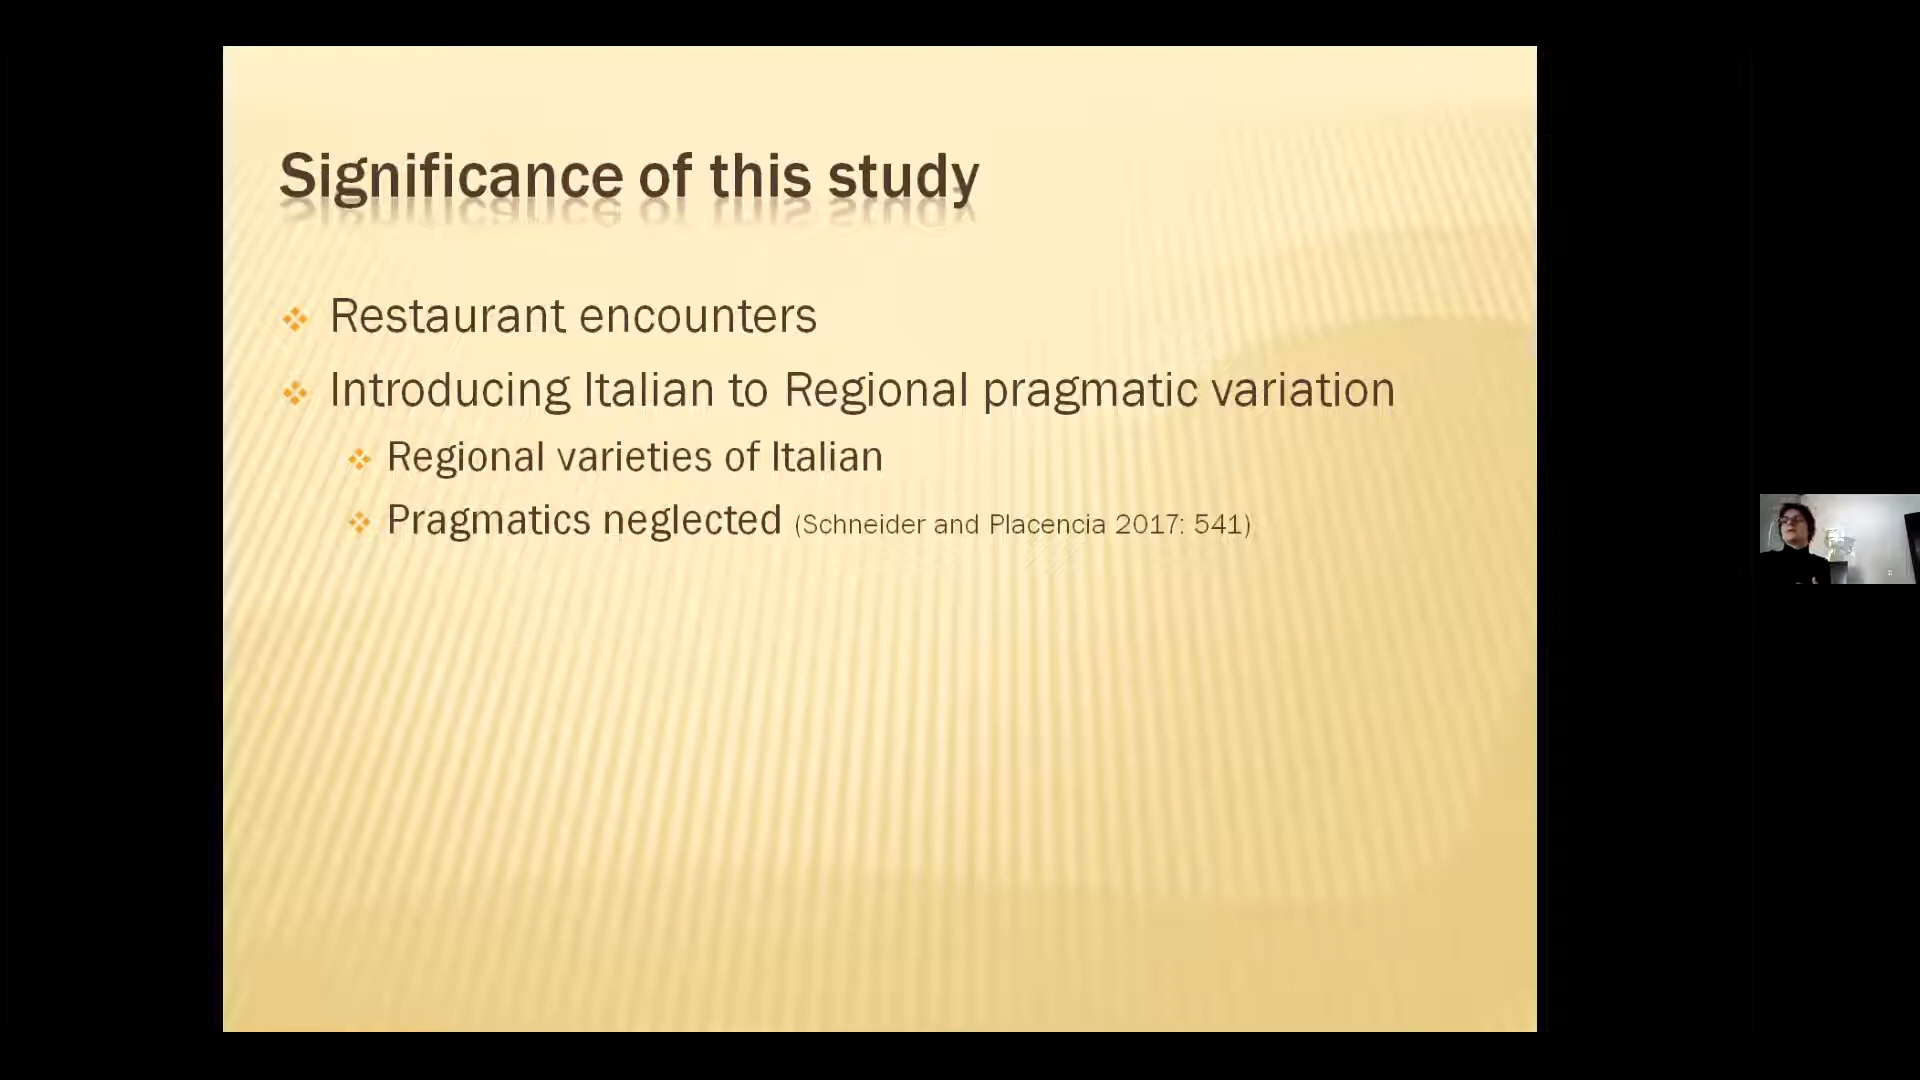 Significance of this study
Restaurant encounters
Introducing Italian to Regional pragmatic variation
Regional varieties of Italian
Pragmatics neglected (Schneider and Placencia 2017: 541)